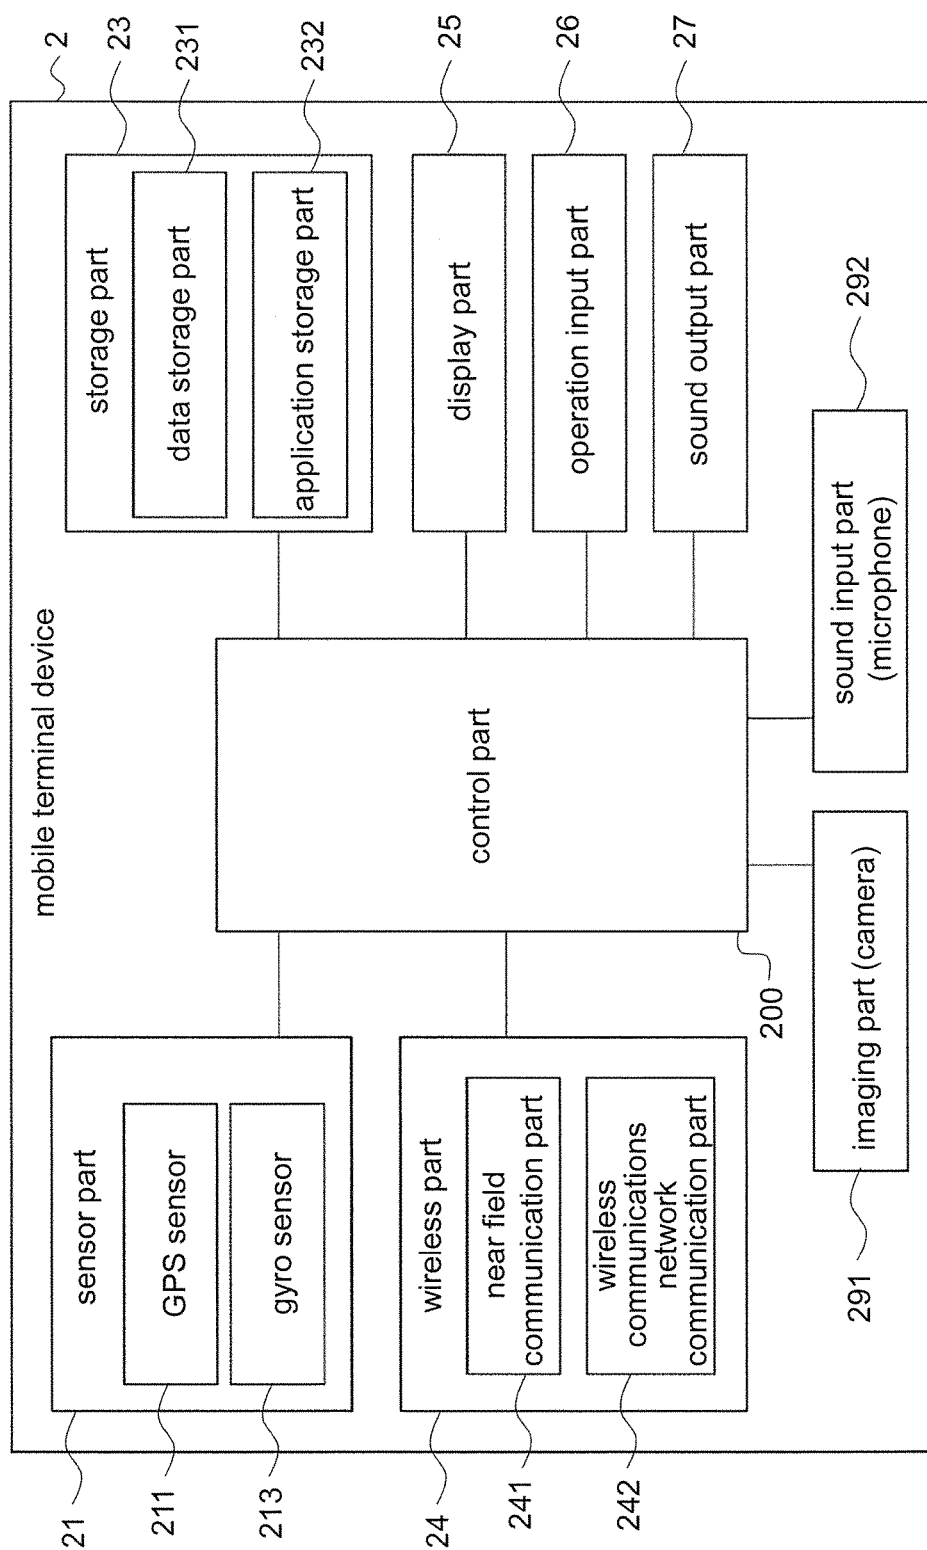 mobile terminal device
2
21
sensor part
211
GPS sensor
213
gyro sensor
24
wireless part
241
near field
communication part
242
wireless
communications
network
communication part
control part
200
storage part
23
data storage part
231
application storage part
232
display part
25
operation input part
26
sound output part
27
imaging part (camera)
291
sound input part
(microphone)
292